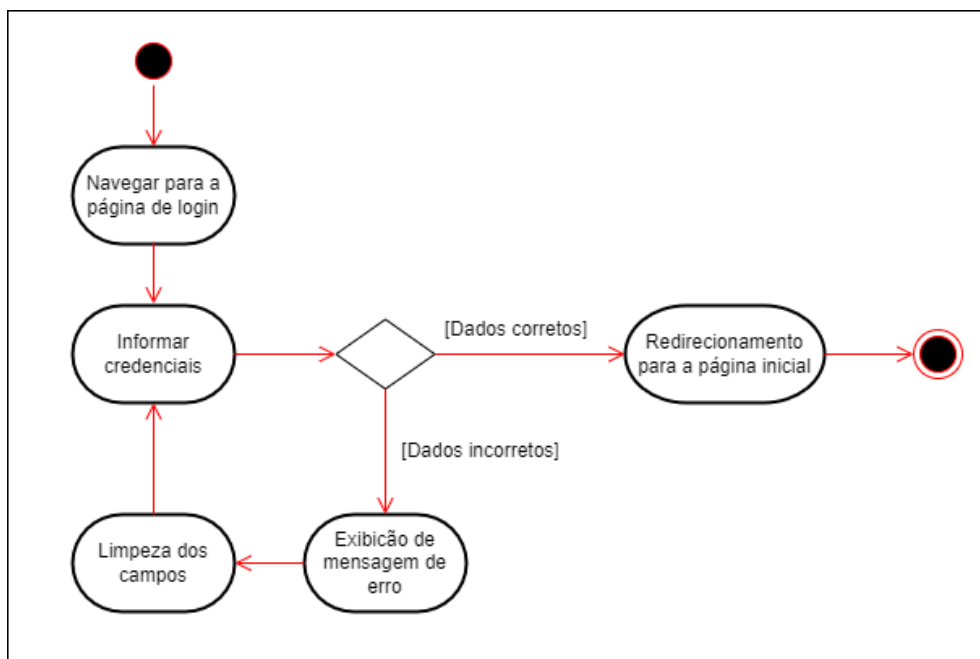 Navegar para a
página de login
Informar
credenciais
[Dados corretos]
Redirecionamento
para a página inicial
[Dados incorretos]
Exibicão de
mensagem de
erro
Limpeza dos
campos